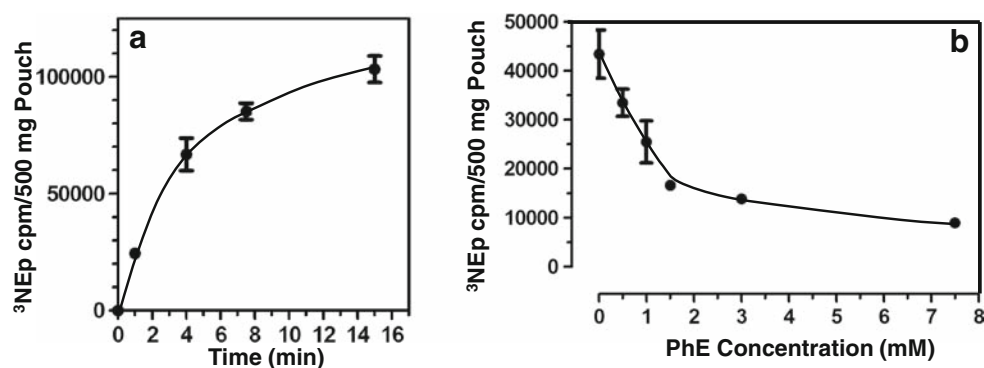 a
³NEp cpm/500 mg Pouch
100000
50000
0
0 2 4 6 8 10 12 14 16
Time (min)
b
³NEp cpm/500 mg Pouch
50000
40000
30000
20000
10000
0
0 1 2 3 4 5 6 7 8
PhE Concentration (mM)